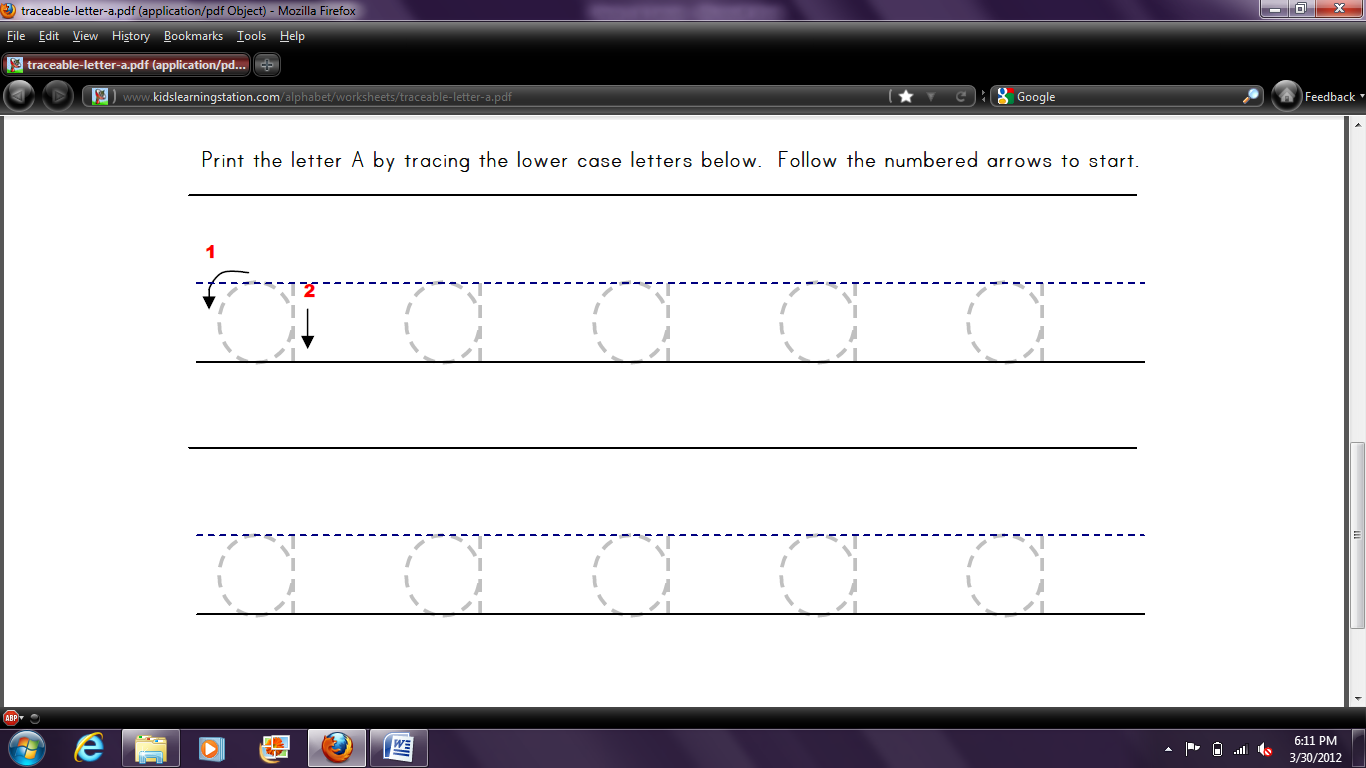 traceable-letter-a.pdf (application/pdf Object) - Mozilla Firefox
File Edit View History Bookmarks Tools Help
traceable-letter-a.pdf (application/pd...
www.kidslearningstation.com/alphabet/worksheets/traceable-letter-a.pdf Google Feedback
Print the letter A by tracing the lower case letters below. Follow the numbered arrows to start.
1
2
a a a a a
a a a a a
ABP
6:11 PM
3/30/2012